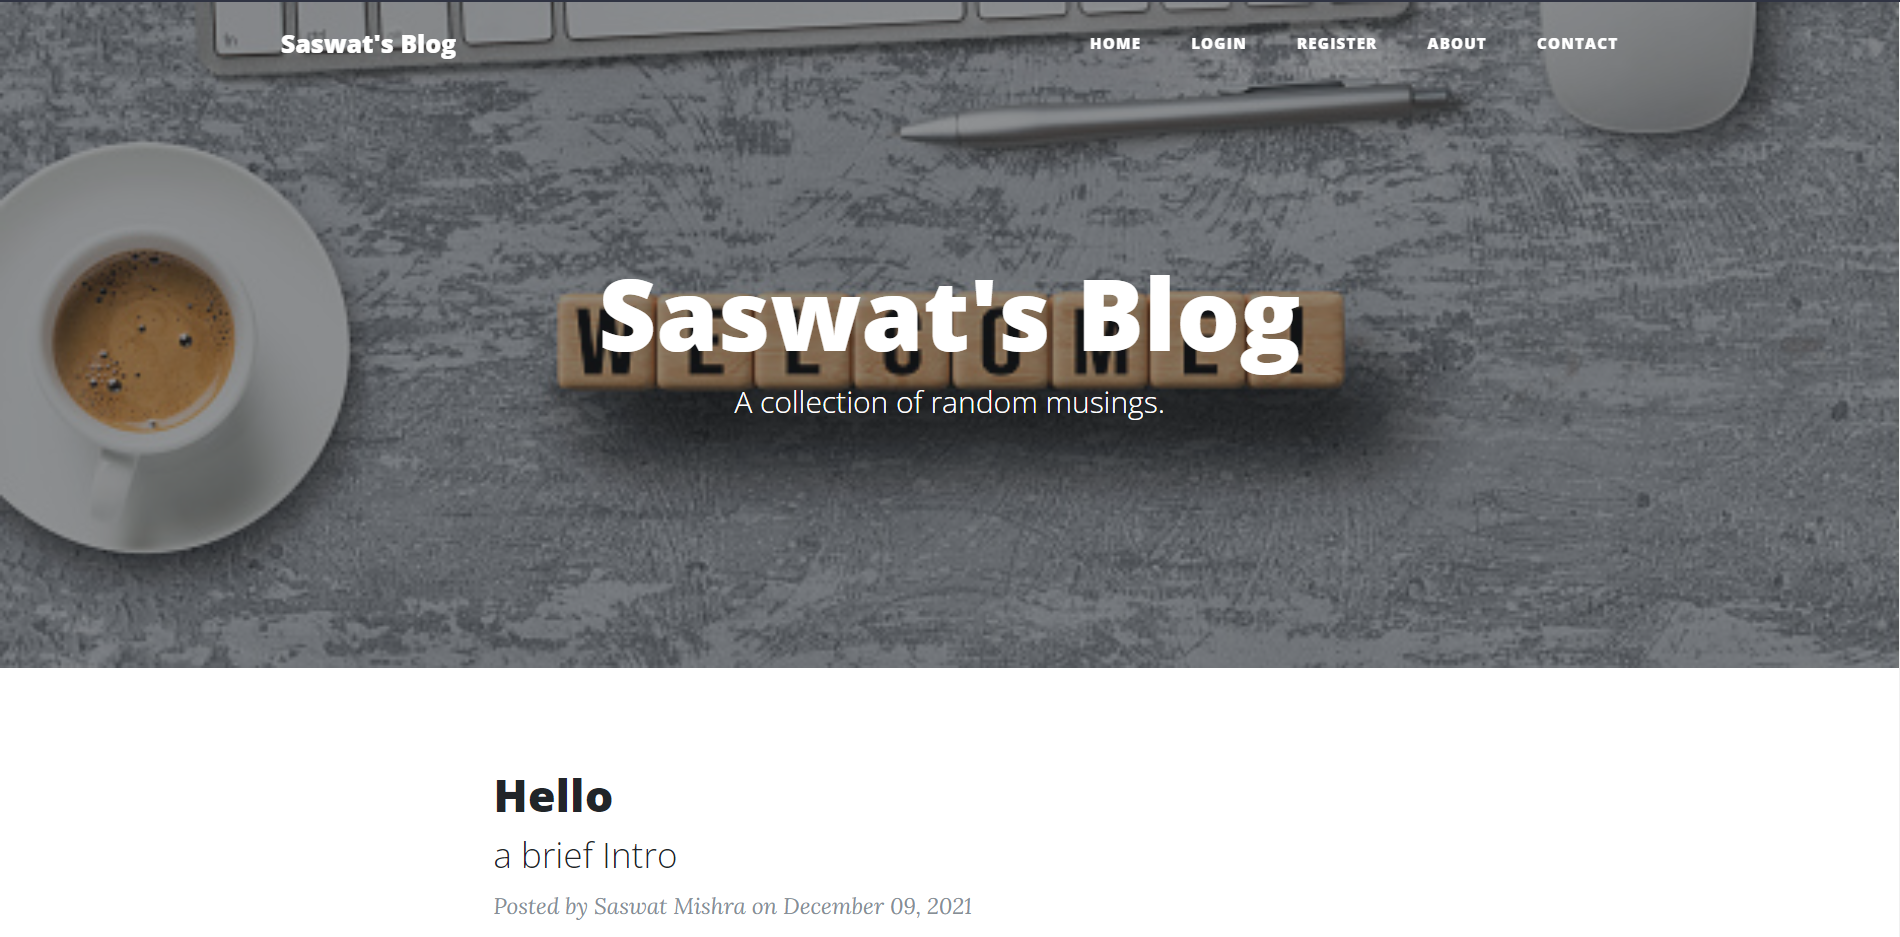 Saswat's Blog
HOME LOGIN REGISTER ABOUT CONTACT
WELCOME!
Saswat's Blog
A collection of random musings.
Hello
a brief Intro
Posted by Saswat Mishra on December 09, 2021